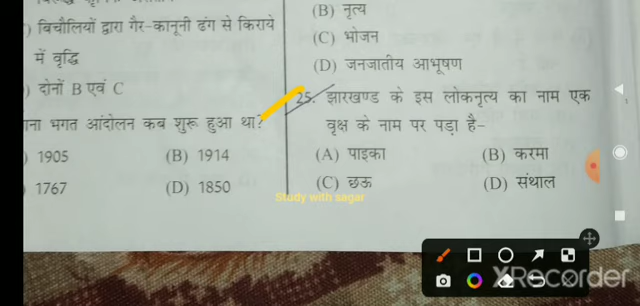 बिचौलियों द्वारा गैर-कानूनी ढंग से किराये
में वृद्धि
) दोनों B एवं C
ाना भगत आंदोलन कब शुरू हुआ था?
) 1905 (B) 1914
) 1767 (D) 1850
(B) नृत्य
(C) भोजन
(D) जनजातीय आभूषण
25. झारखण्ड के इस लोकनृत्य का नाम एक
वृक्ष के नाम पर पड़ा है–
(A) पाइका (B) करमा
(C) छऊ (D) संथाल
Study with sagar
XRecorder